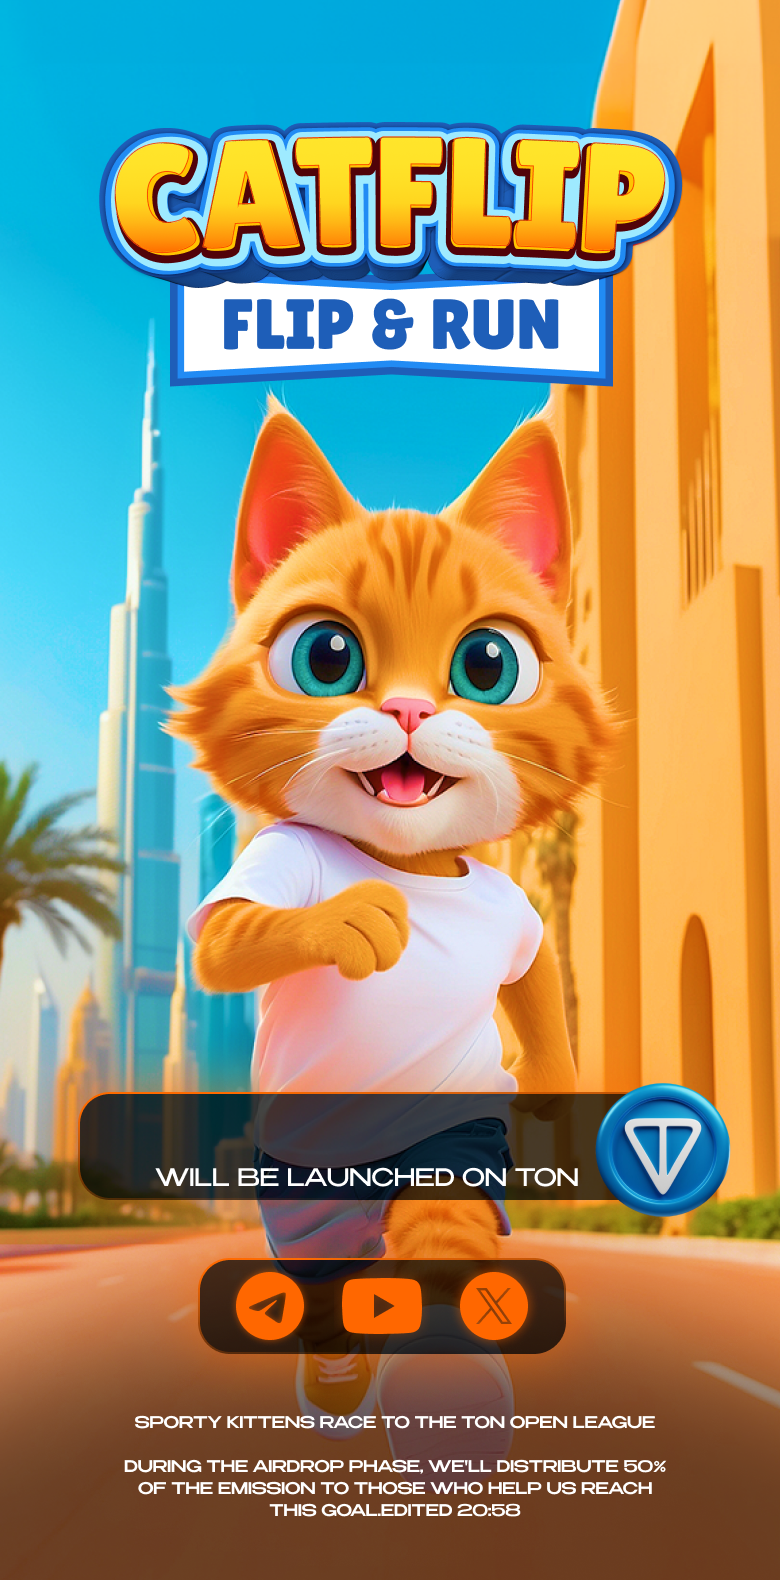 CATFLIP
FLIP & RUN
WILL BE LAUNCHED ON TON
SPORTY KITTENS RACE TO THE TON OPEN LEAGUE
DURING THE AIRDROP PHASE, WE'LL DISTRIBUTE 50%
OF THE EMISSION TO THOSE WHO HELP US REACH
THIS GOAL.EDITED 20:58